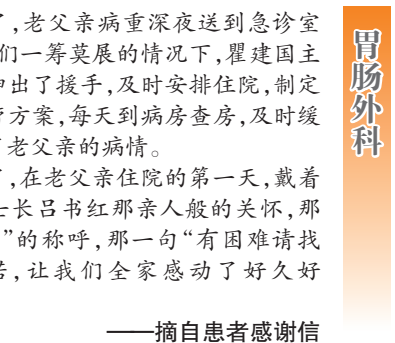 ，老父亲病重深夜送到急诊室
们一筹莫展的情况下，瞿建国主
出了援手，及时安排住院，制定
方案，每天到病房查房，及时缓
老父亲的病情。
，在老父亲住院的第一天，戴着
长吕书红那亲人般的关怀，那
”的称呼，那一句“有困难请找
，让我们全家感动了好久好
——摘自患者感谢信
胃肠外科